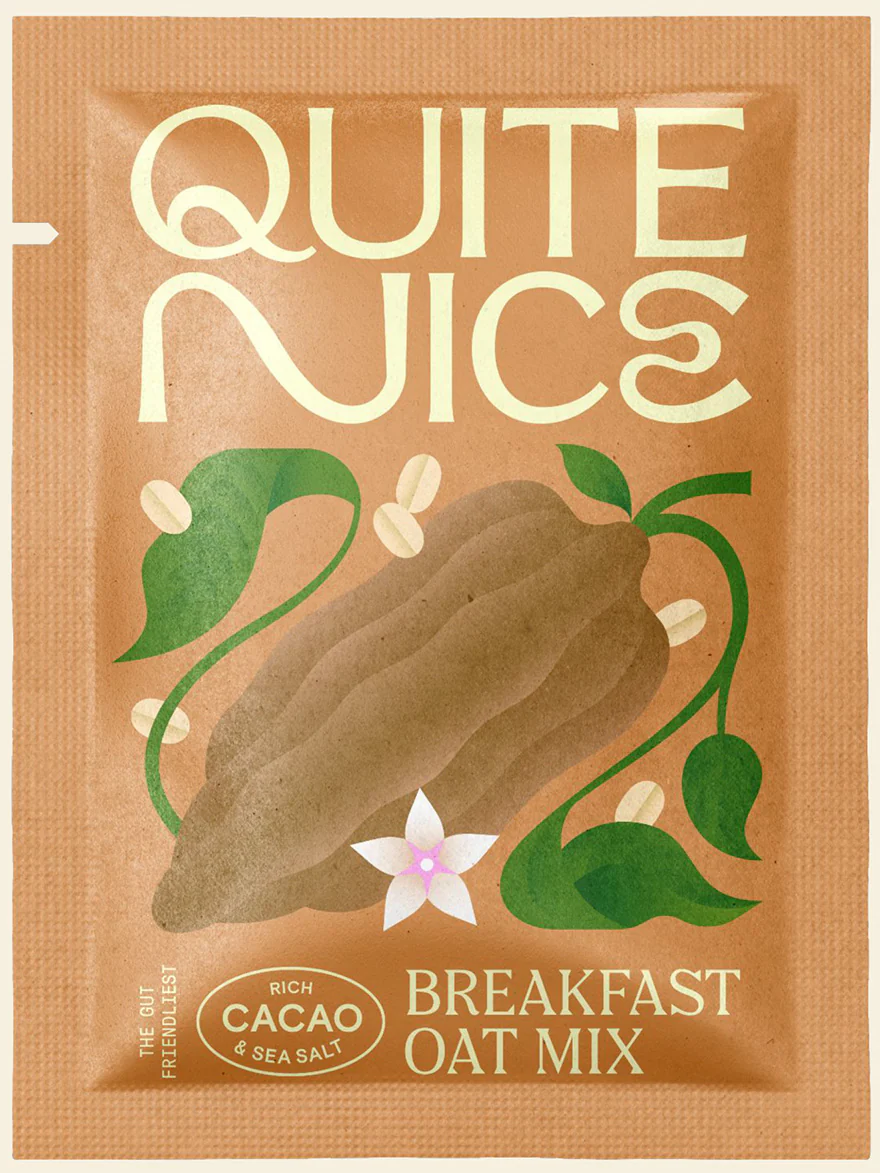 QUITE
NICE
THE GUT
FRIENDLIEST
RICH
CACAO
& SEA SALT
BREAKFAST
OAT MIX